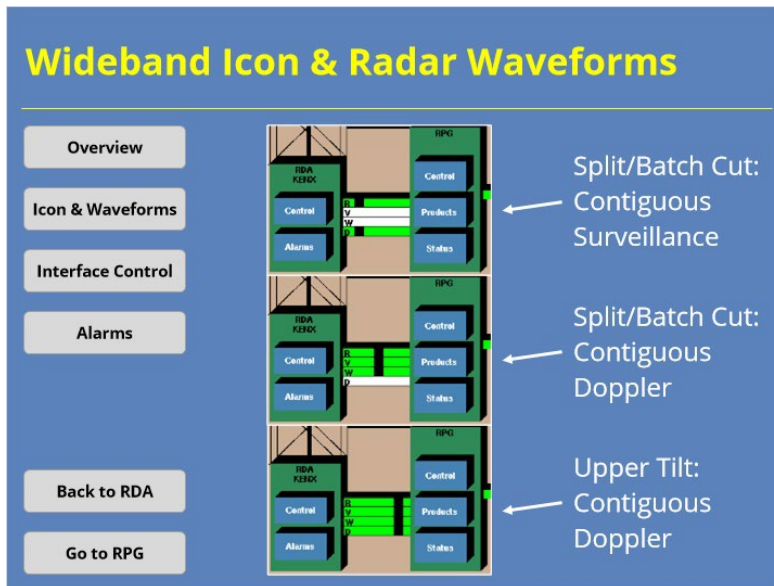 Wideband Icon & Radar Waveforms
Overview
Icon & Waveforms
Interface Control
Alarms
Back to RDA
Go to RPG
RDA
KENX
Control
Alarms
R
V
W
D
RPG
Control
Products
Status
Split/Batch Cut:
Contiguous
Surveillance
RDA
KENX
Control
Alarms
R
V
W
D
RPG
Control
Products
Status
Split/Batch Cut:
Contiguous
Doppler
RDA
KENX
Control
Alarms
R
V
W
D
RPG
Control
Products
Status
Upper Tilt:
Contiguous
Doppler